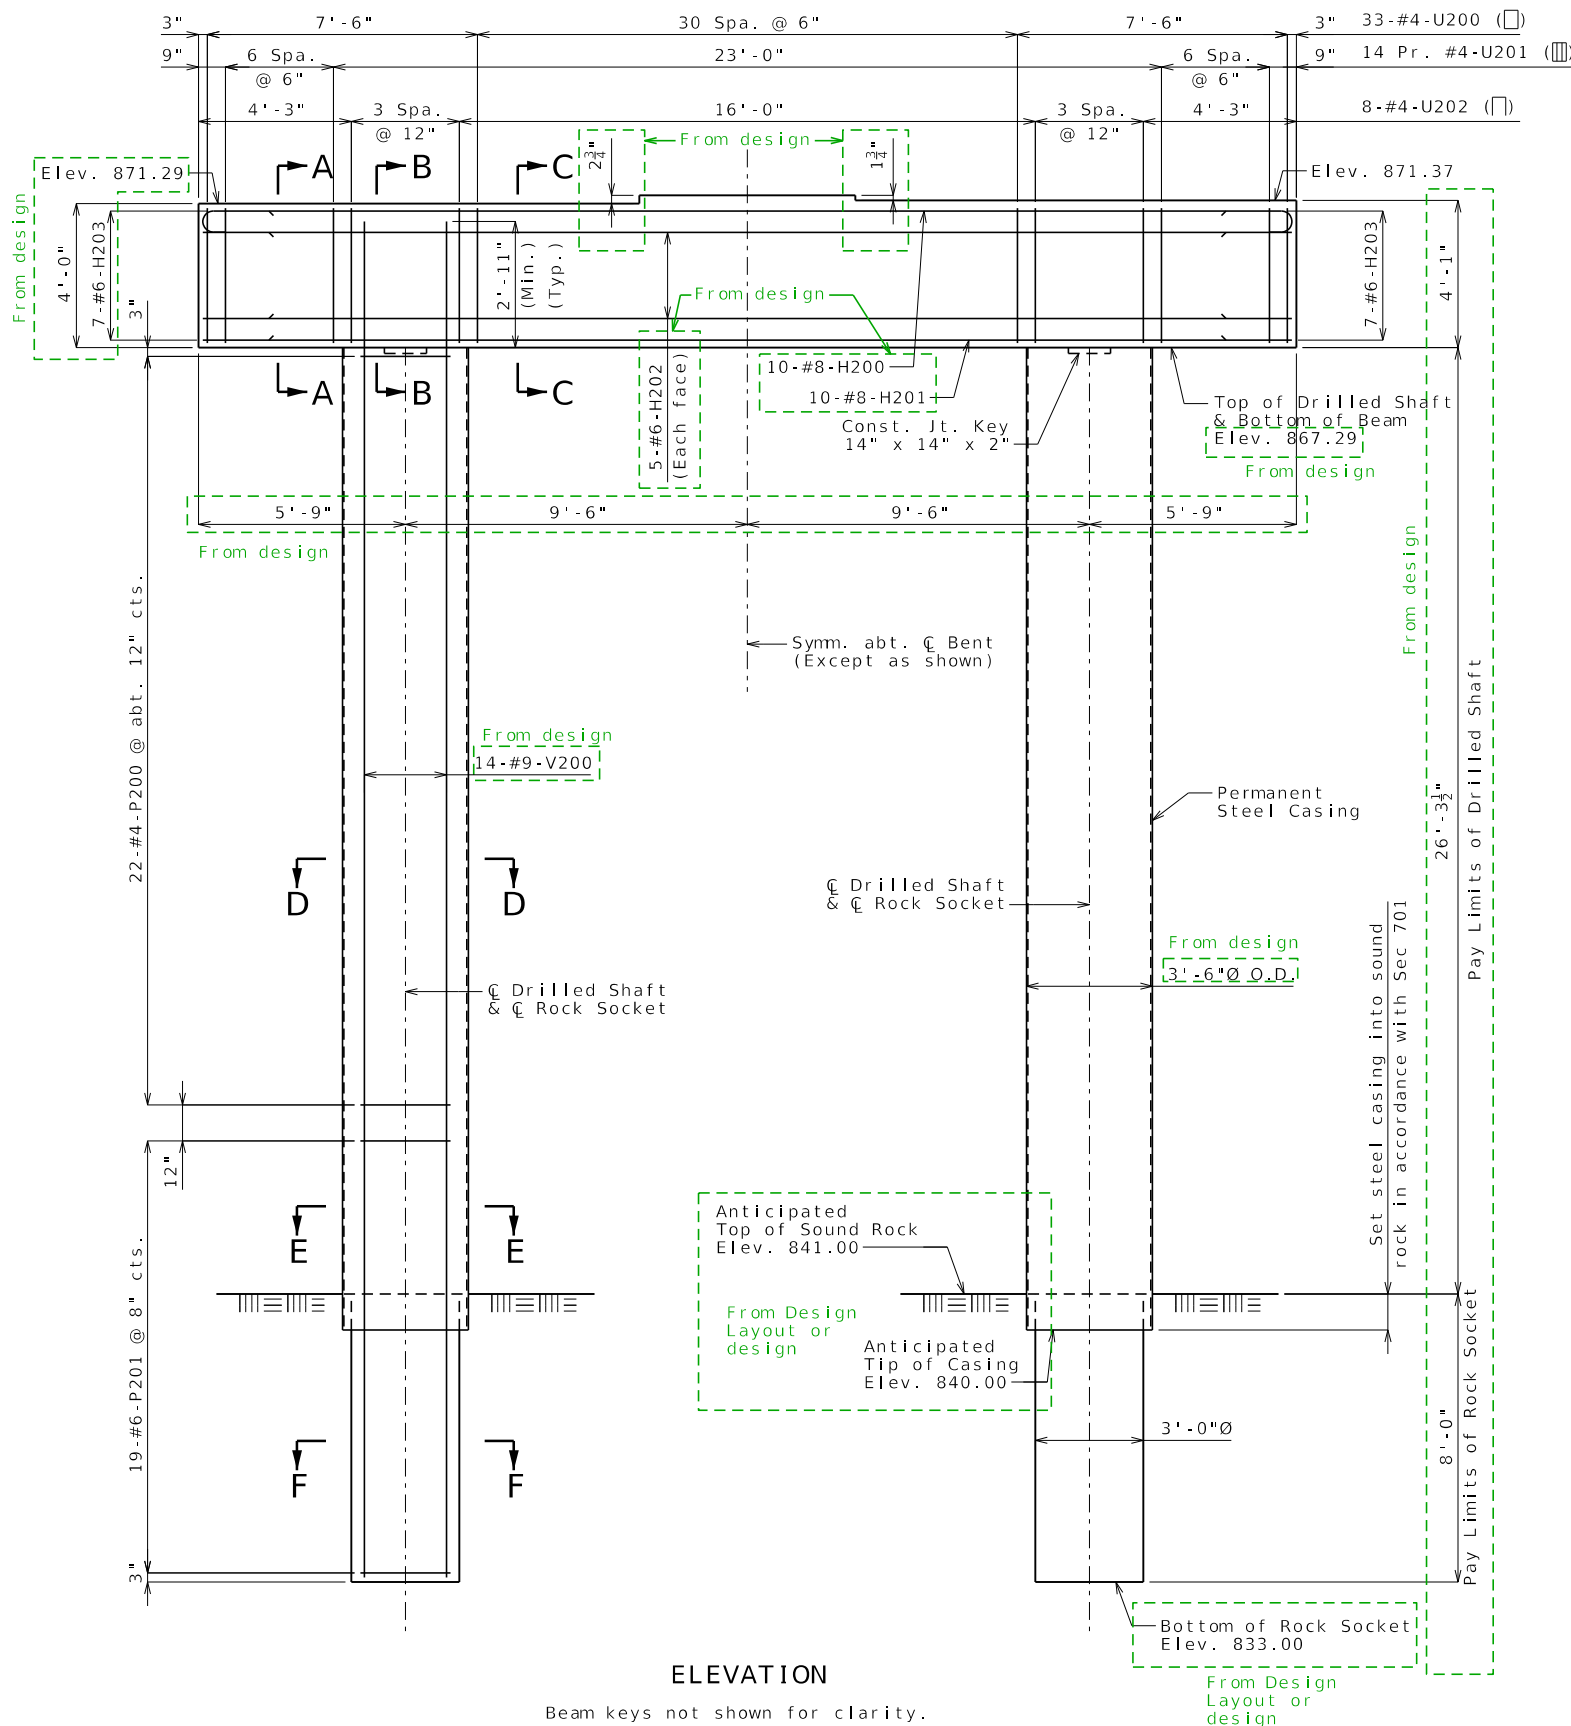 3" 7'-6" 30 Spa. @ 6" 7'-6" 3" 33-#4-U200 (▯)
9" 6 Spa. @ 6" 23'-0" 6 Spa. @ 6" 9" 14 Pr. #4-U201 (▥)
4'-3" 3 Spa. @ 12" 16'-0" 3 Spa. @ 12" 4'-3" 8-#4-U202 (⊓)
From design
2 3/4"
1 3/4"
A B C
Elev. 871.29
Elev. 871.37
From design
4'-0"
7-#6-H203
3"
2'-11"
(Min.)
(Typ.)
From design
7-#6-H203
4'-1"
A B C
5-#6-H202
(Each face)
10-#8-H200
10-#8-H201
Const. Jt. Key
14" x 14" x 2"
Top of Drilled Shaft
& Bottom of Beam
Elev. 867.29
From design
5'-9" 9'-6" 9'-6" 5'-9"
From design
From design
22-#4-P200 @ abt. 12" cts.
Symm. abt. ℄ Bent
(Except as shown)
From design
14-#9-V200
Permanent
Steel Casing
26'-3 1/2"
Pay Limits of Drilled Shaft
D D
℄ Drilled Shaft
& ℄ Rock Socket
From design
3'-6"Ø O.D.
℄ Drilled Shaft
& ℄ Rock Socket
Set steel casing into sound
rock in accordance with Sec 701
12"
E E
Anticipated
Top of Sound Rock
Elev. 841.00
From Design
Layout or
design
Anticipated
Tip of Casing
Elev. 840.00
19-#6-P201 @ 8" cts.
F F
3'-0"Ø
8'-0"
Pay Limits of Rock Socket
3"
Bottom of Rock Socket
Elev. 833.00
From Design
Layout or
design
ELEVATION
Beam keys not shown for clarity.